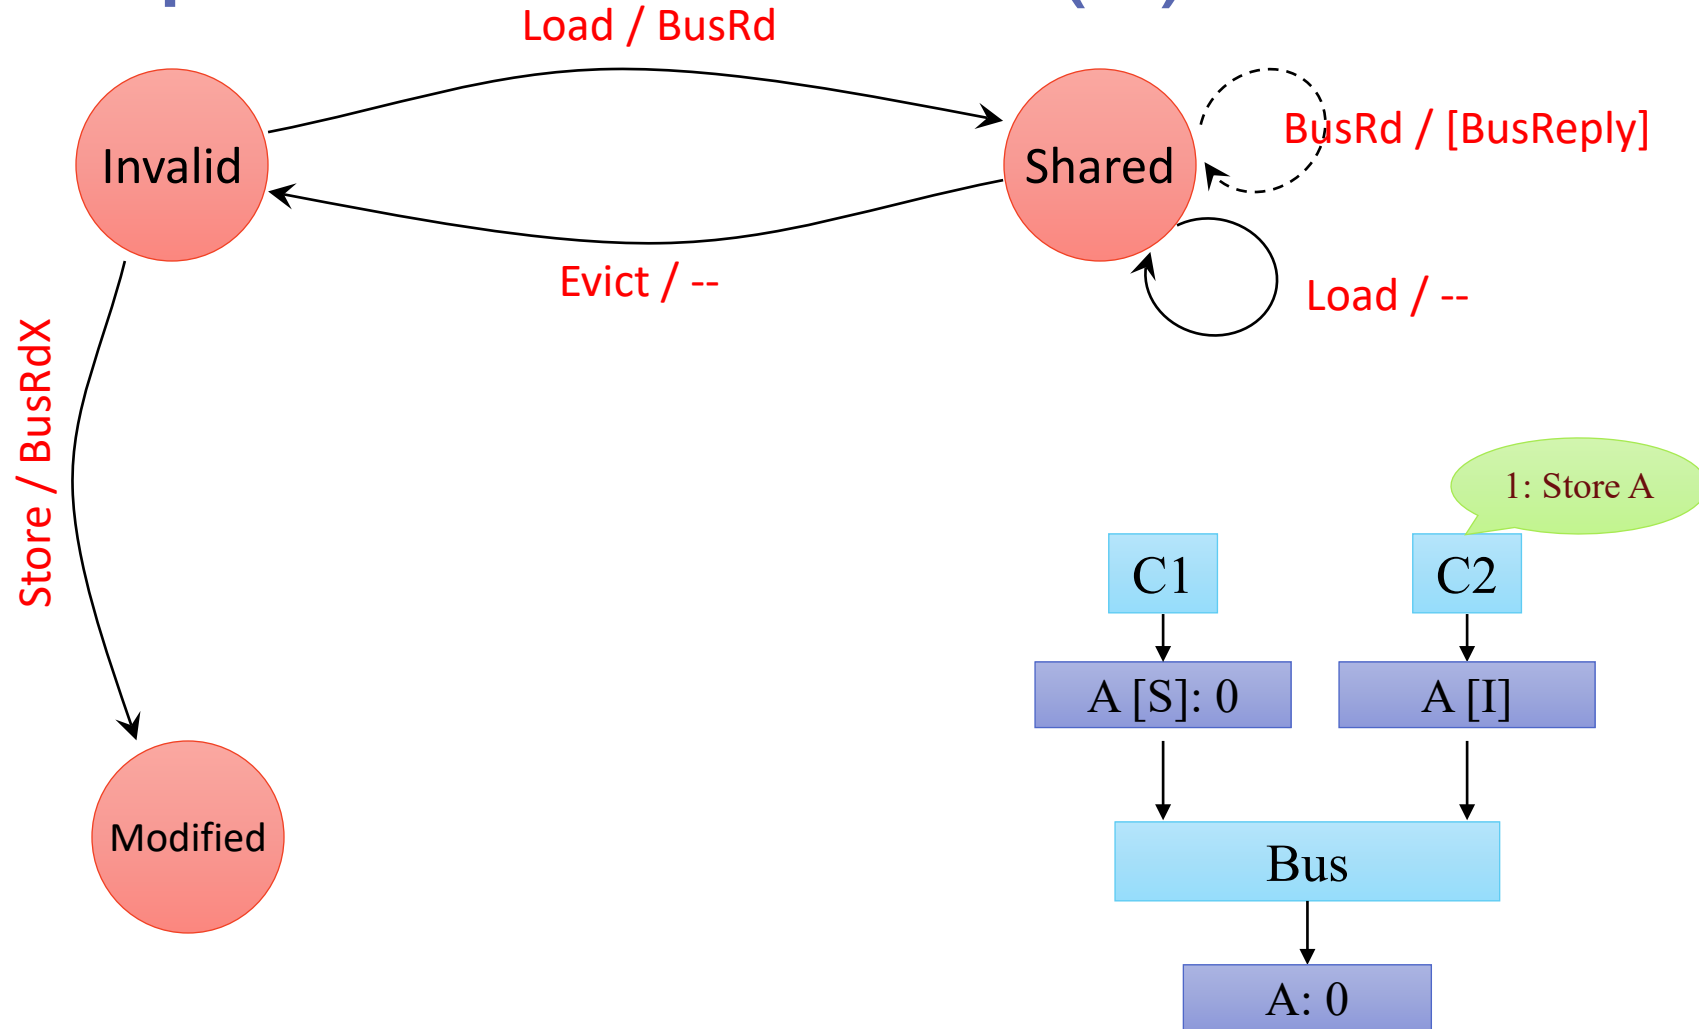 Load / BusRd
Invalid
Shared
BusRd / [BusReply]
Evict / --
Load / --
Store / BusRdX
1: Store A
C1
C2
A [S]: 0
A [I]
Modified
Bus
A: 0